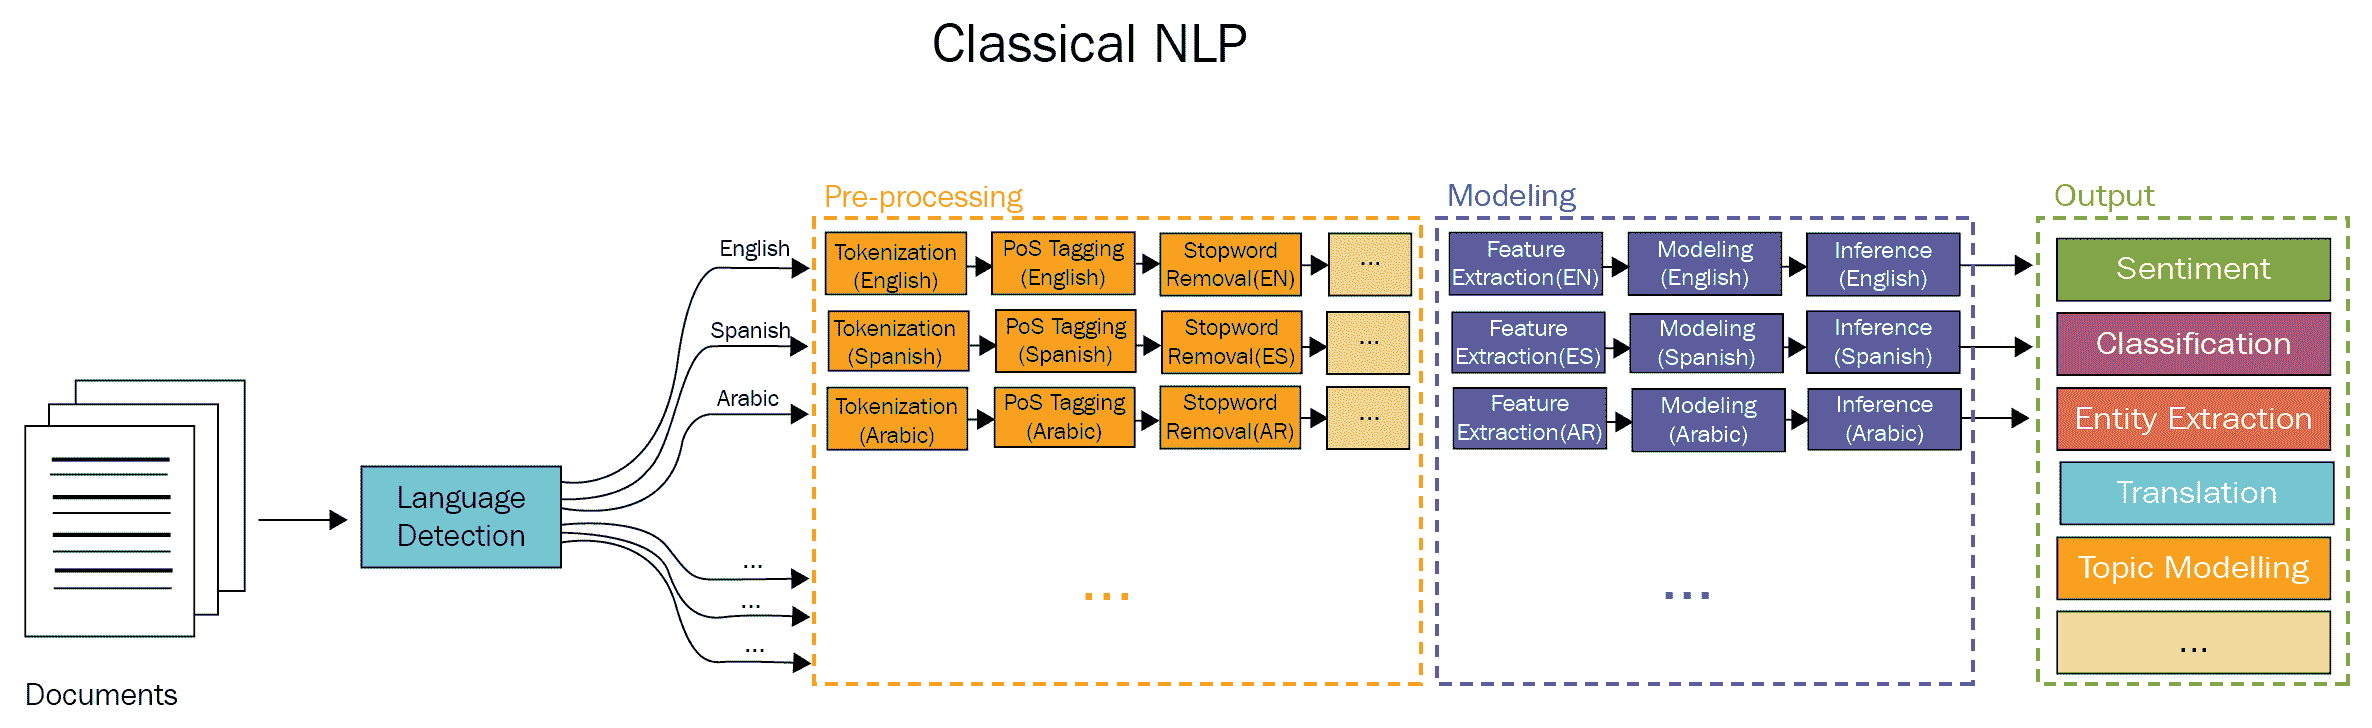 Classical NLP
Documents
Language
Detection
English
Spanish
Arabic
...
...
...
Pre-processing
Tokenization
(English)
PoS Tagging
(English)
Stopword
Removal(EN)
...
Tokenization
(Spanish)
PoS Tagging
(Spanish)
Stopword
Removal(ES)
...
Tokenization
(Arabic)
PoS Tagging
(Arabic)
Stopword
Removal(AR)
...
...
Modeling
Feature
Extraction(EN)
Modeling
(English)
Inference
(English)
Feature
Extraction(ES)
Modeling
(Spanish)
Inference
(Spanish)
Feature
Extraction(AR)
Modeling
(Arabic)
Inference
(Arabic)
...
Output
Sentiment
Classification
Entity Extraction
Translation
Topic Modelling
...